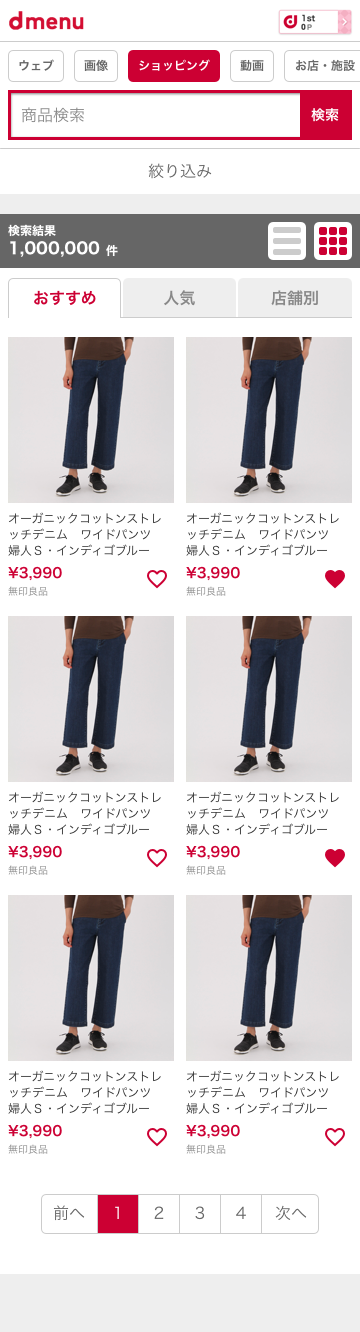 dmenu
1st
0P
ウェブ
画像
ショッピング
動画
お店・施設
商品検索
検索
絞り込み
検索結果
1,000,000 件
おすすめ
人気
店舗別
オーガニックコットンストレ
ッチデニム　ワイドパンツ
婦人Ｓ・インディゴブルー
¥3,990
無印良品
オーガニックコットンストレ
ッチデニム　ワイドパンツ
婦人Ｓ・インディゴブルー
¥3,990
無印良品
オーガニックコットンストレ
ッチデニム　ワイドパンツ
婦人Ｓ・インディゴブルー
¥3,990
無印良品
オーガニックコットンストレ
ッチデニム　ワイドパンツ
婦人Ｓ・インディゴブルー
¥3,990
無印良品
オーガニックコットンストレ
ッチデニム　ワイドパンツ
婦人Ｓ・インディゴブルー
¥3,990
無印良品
オーガニックコットンストレ
ッチデニム　ワイドパンツ
婦人Ｓ・インディゴブルー
¥3,990
無印良品
前へ 1 2 3 4 次へ